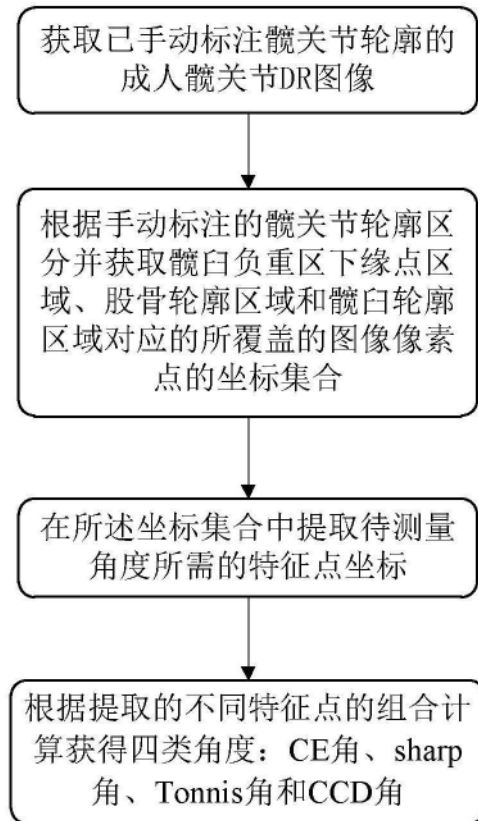 获取已手动标注髋关节轮廓的
成人髋关节DR图像
根据手动标注的髋关节轮廓区
分并获取髋臼负重区下缘点区
域、股骨轮廓区域和髋臼轮廓
区域对应的所覆盖的图像像素
点的坐标集合
在所述坐标集合中提取待测量
角度所需的特征点坐标
根据提取的不同特征点的组合计
算获得四类角度：CE角、sharp
角、Tonnis角和CCD角